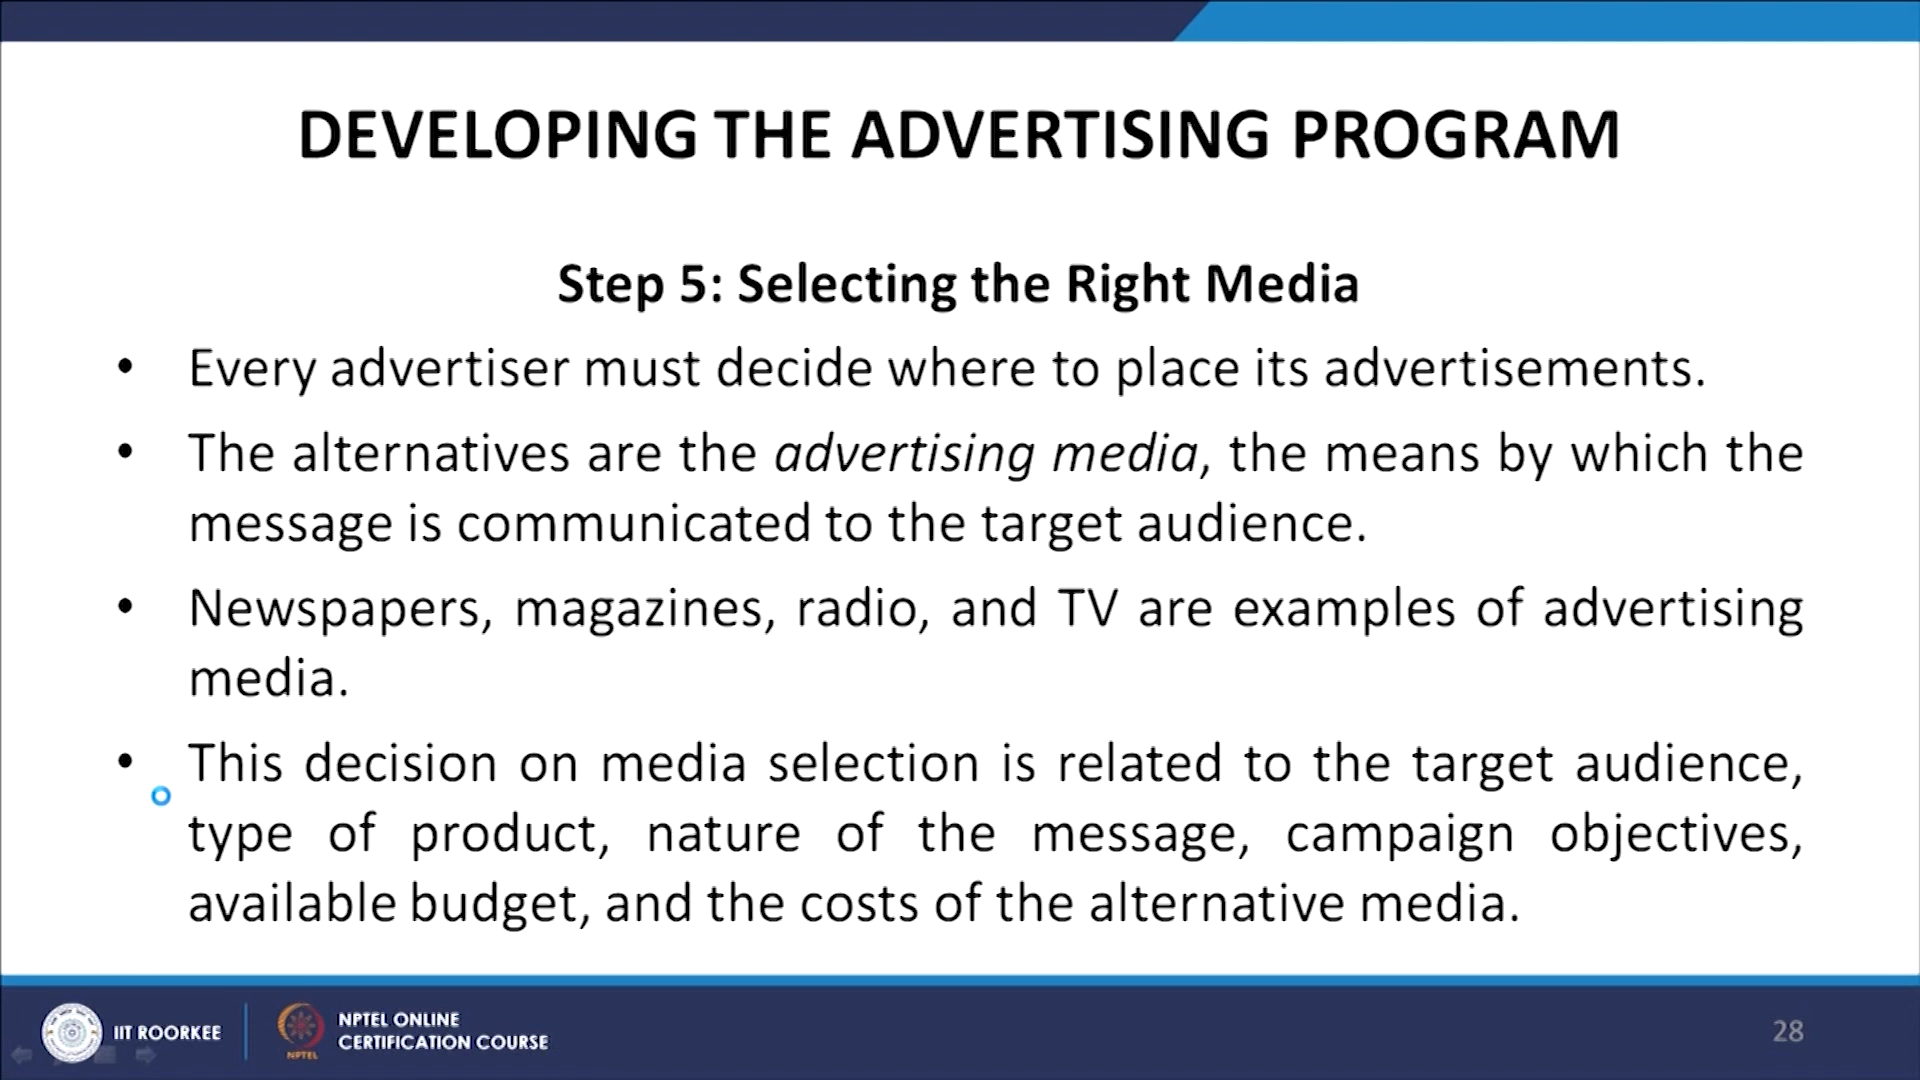 DEVELOPING THE ADVERTISING PROGRAM
Step 5: Selecting the Right Media
• Every advertiser must decide where to place its advertisements.
• The alternatives are the advertising media, the means by which the
message is communicated to the target audience.
• Newspapers, magazines, radio, and TV are examples of advertising
media.
• This decision on media selection is related to the target audience,
type of product, nature of the message, campaign objectives,
available budget, and the costs of the alternative media.
IIT ROORKEE
NPTEL
NPTEL ONLINE
CERTIFICATION COURSE
28